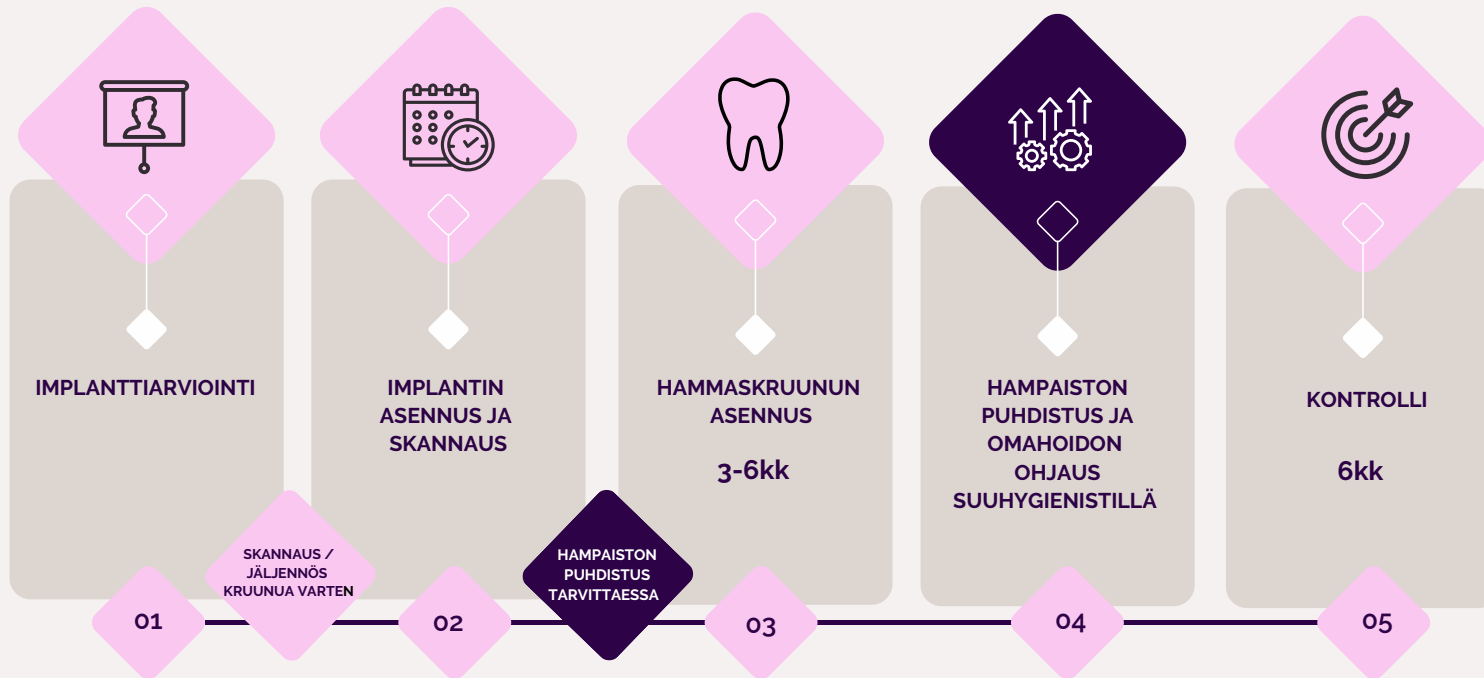 IMPLANTTIARVIOINTI
IMPLANTIN
ASENNUS JA
SKANNAUS
HAMMASKRUUNUN
ASENNUS
3-6kk
HAMPAISTON
PUHDISTUS JA
OMAHOIDON
OHJAUS
SUUHYGIENISTILLÄ
KONTROLLI
6kk
SKANNAUS /
JÄLJENNÖS
KRUUNUA VARTEN
HAMPAISTON
PUHDISTUS
TARVITTAESSA
01
02
03
04
05